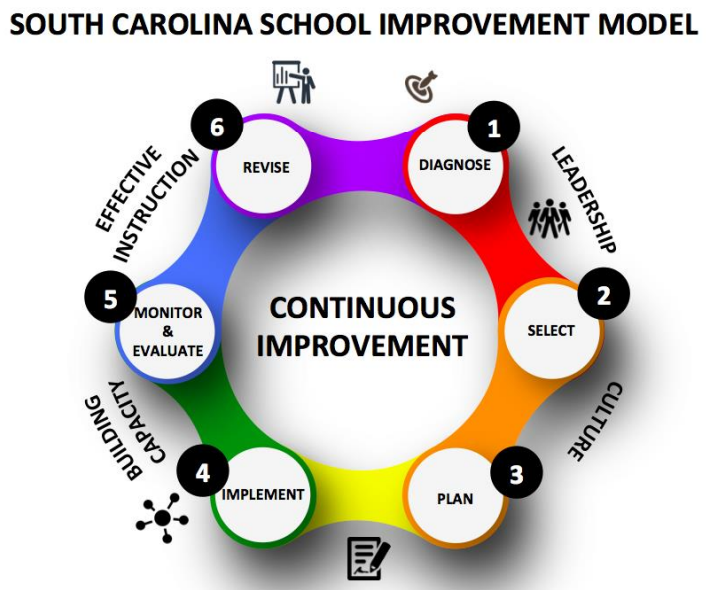 SOUTH CAROLINA SCHOOL IMPROVEMENT MODEL
1
DIAGNOSE
LEADERSHIP
2
SELECT
CULTURE
3
PLAN
4
IMPLEMENT
BUILDING
CAPACITY
5
MONITOR
&
EVALUATE
EFFECTIVE
INSTRUCTION
6
REVISE
CONTINUOUS
IMPROVEMENT